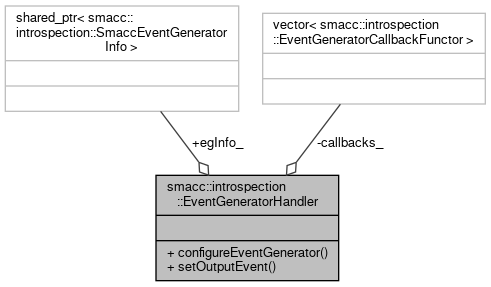 shared_ptr< smacc::
introspection::SmaccEventGenerator
Info >
vector< smacc::introspection
::EventGeneratorCallbackFunctor >
+egInfo_
-callbacks_
smacc::introspection
::EventGeneratorHandler
+ configureEventGenerator()
+ setOutputEvent()